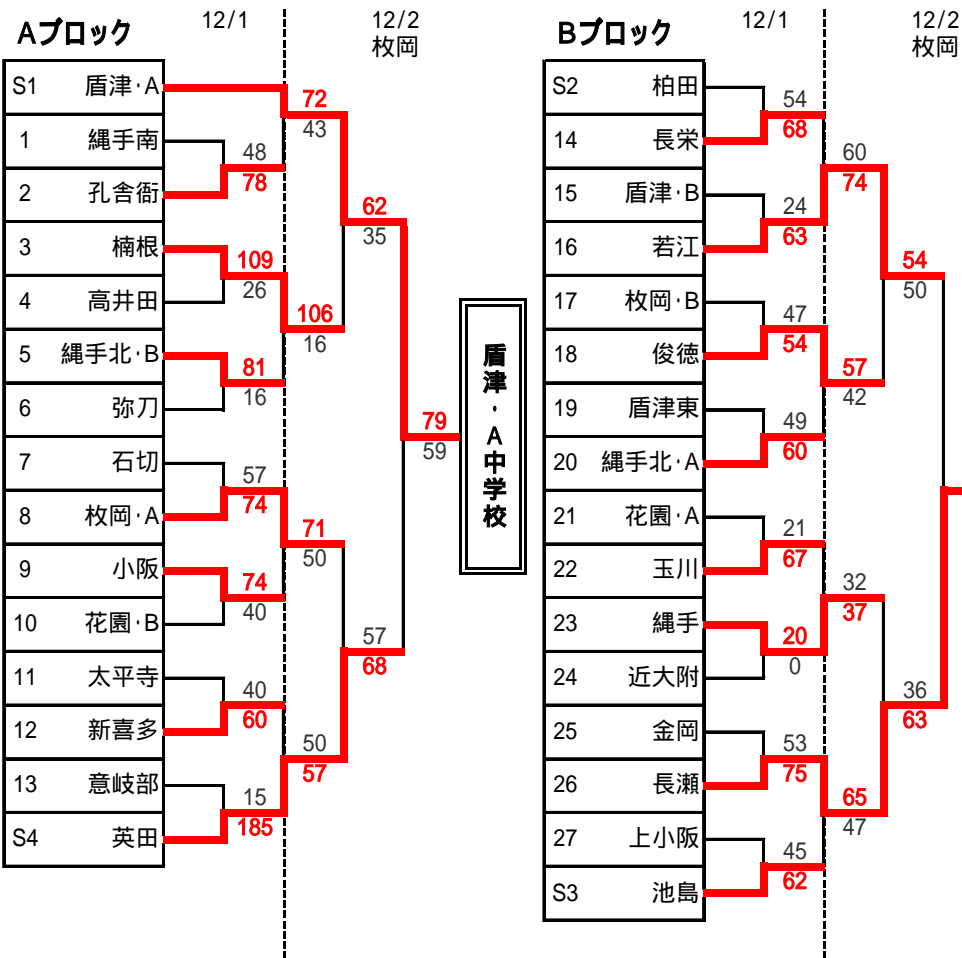 Aブロック
12/1
12/2
枚岡
S1 盾津・A
1 縄手南
2 孔舎衙
3 楠根
4 高井田
5 縄手北・B
6 弥刀
7 石切
8 枚岡・A
9 小阪
10 花園・B
11 太平寺
12 新喜多
13 意岐部
S4 英田
48
78
109
26
81
16
57
74
74
40
40
60
15
185
72
43
106
16
71
50
50
57
62
35
57
68
79
59
盾津・A中学校
Bブロック
12/1
12/2
枚岡
S2 柏田
14 長栄
15 盾津・B
16 若江
17 枚岡・B
18 俊徳
19 盾津東
20 縄手北・A
21 花園・A
22 玉川
23 縄手
24 近大附
25 金岡
26 長瀬
27 上小阪
S3 池島
54
68
24
63
47
54
49
60
21
67
20
0
53
75
45
62
60
74
57
42
32
37
65
47
54
50
36
63